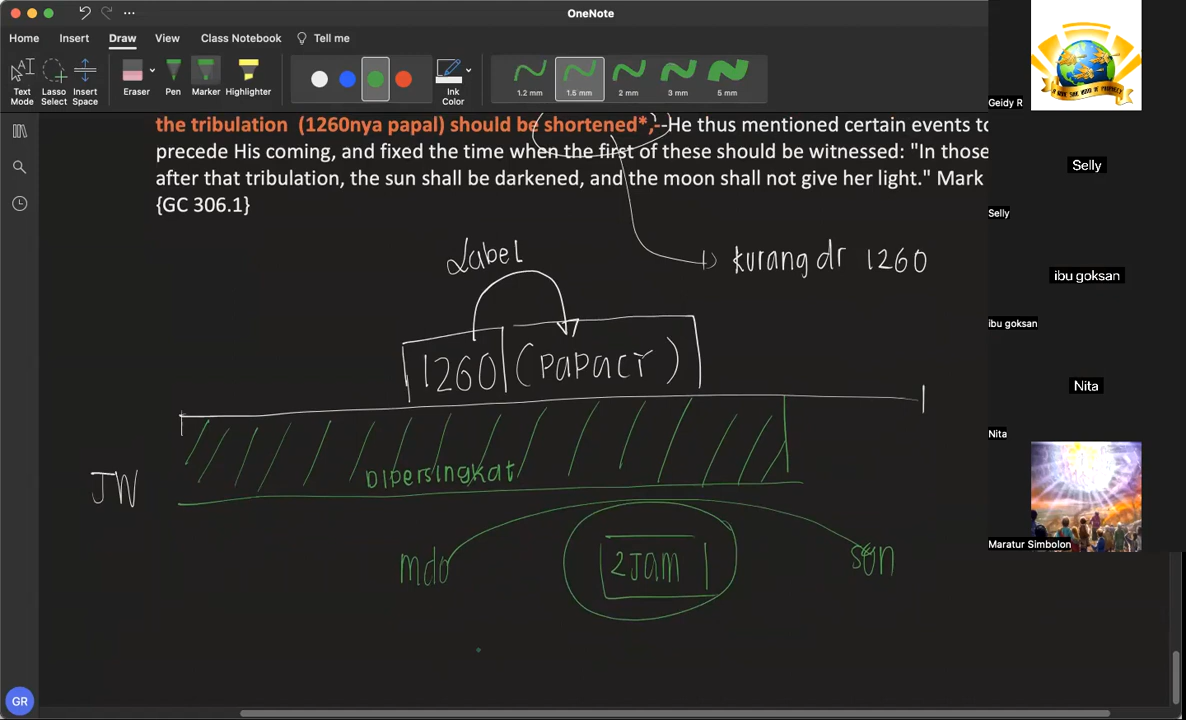 OneNote
Home Insert Draw View Class Notebook Tell me
Text Mode
Lasso Select
Insert Space
Eraser
Pen
Marker
Highlighter
Ink Color
1.2 mm
1.6 mm
2 mm
3 mm
5 mm
the tribulation (1260nya papal) should be shortened*,--He thus mentioned certain events to
precede His coming, and fixed the time when the first of these should be witnessed: "In those
after that tribulation, the sun shall be darkened, and the moon shall not give her light." Mark
{GC 306.1}
Label
kurang dr 1260
1260 (PAPACY)
Dipersingkat
JW
mdo
2 Jam
GR
Geidy R
Selly
Selly
ibu goksan
ibu goksan
Nita
Nita
Maratur Simbolon